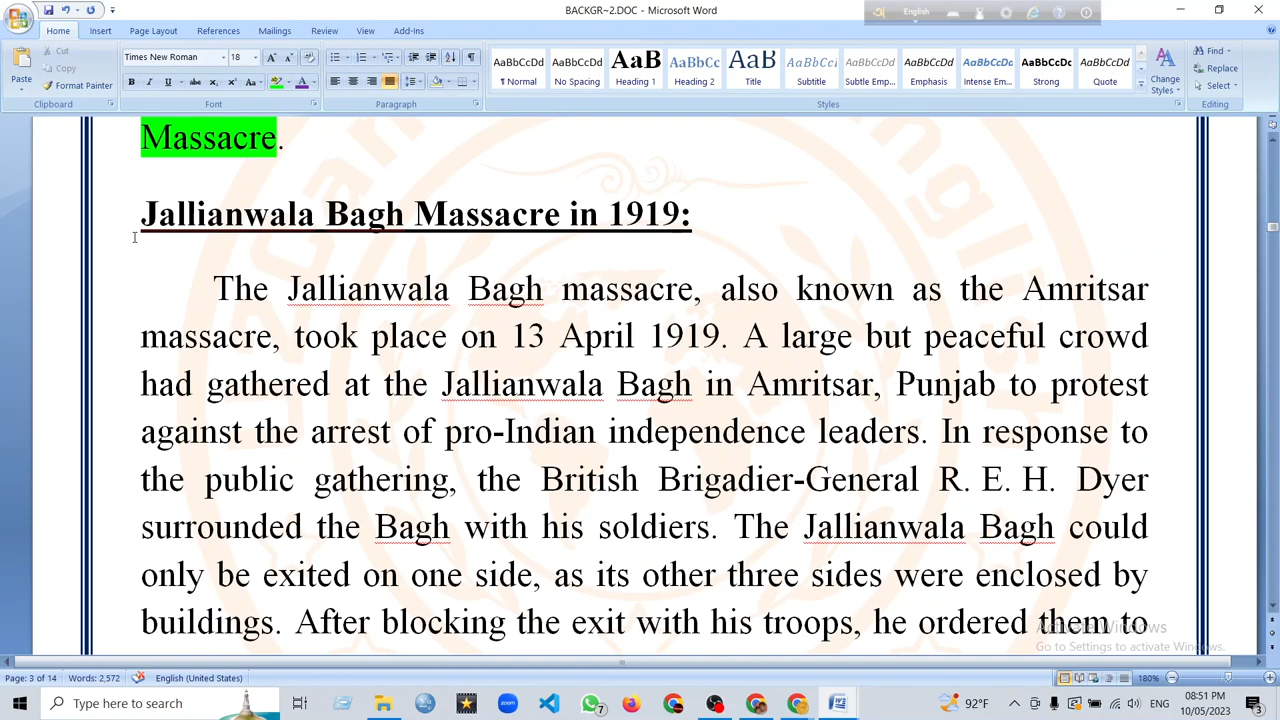 BACKGR~2.DOC - Microsoft Word
English
Home Insert Page Layout References Mailings Review View Add-Ins
Paste
Cut
Copy
Format Painter
Clipboard
Times New Roman 18
Font
Paragraph
AaBbCcDd AaBbCcDd AaB AaBbCc AaB AaBbCcI AaBbCcDd AaBbCcDd AaBbCcDd AaBbCcDd AaBbCcDd
¶ Normal No Spacing Heading 1 Heading 2 Title Subtitle Subtle Emp... Emphasis Intense Em... Strong Quote
Change Styles
Styles
Find
Replace
Select
Editing
Massacre.
Jallianwala Bagh Massacre in 1919:
The Jallianwala Bagh massacre, also known as the Amritsar
massacre, took place on 13 April 1919. A large but peaceful crowd
had gathered at the Jallianwala Bagh in Amritsar, Punjab to protest
against the arrest of pro-Indian independence leaders. In response to
the public gathering, the British Brigadier-General R. E. H. Dyer
surrounded the Bagh with his soldiers. The Jallianwala Bagh could
only be exited on one side, as its other three sides were enclosed by
buildings. After blocking the exit with his troops, he ordered them to
Activate Windows
Go to Settings to activate Windows.
Page: 3 of 14 Words: 2,572 English (United States) 180%
Type here to search
7
92°F ENG
08:51 PM
10/05/2023
3